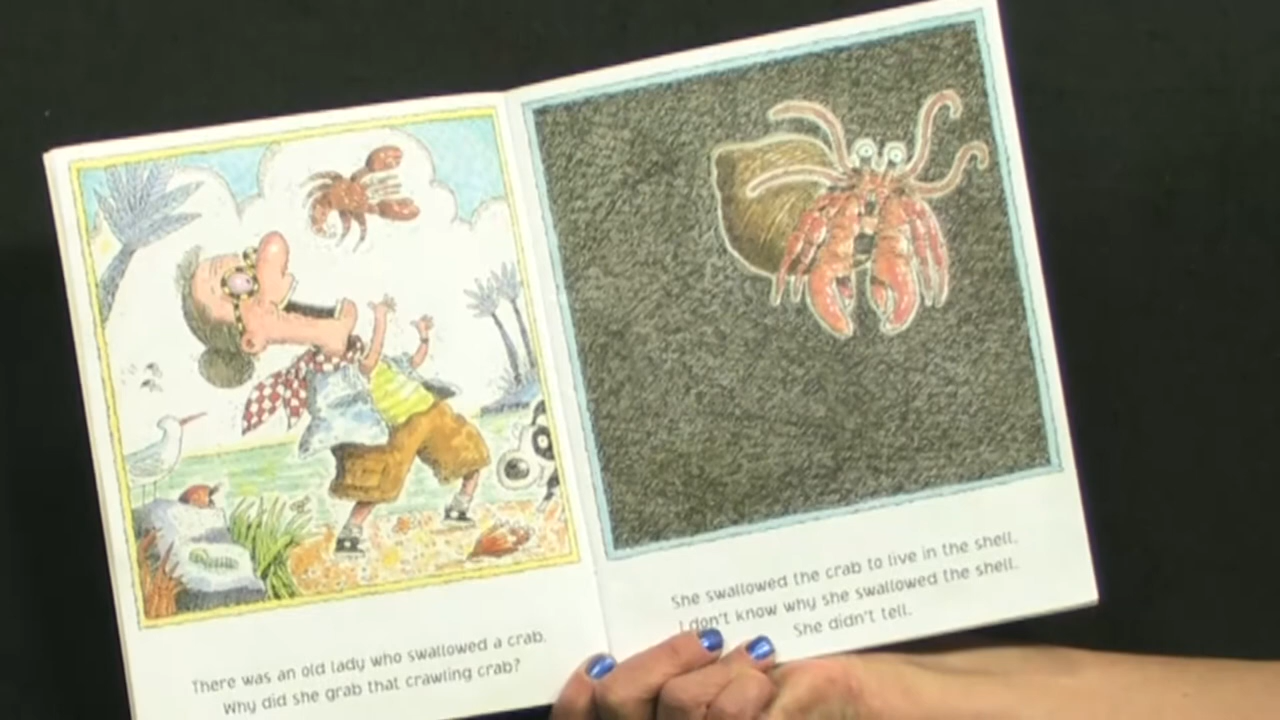 There was an old lady who swallowed a crab.
Why did she grab that crawling crab?
She swallowed the crab to live in the shell.
I don't know why she swallowed the shell.
She didn't tell.